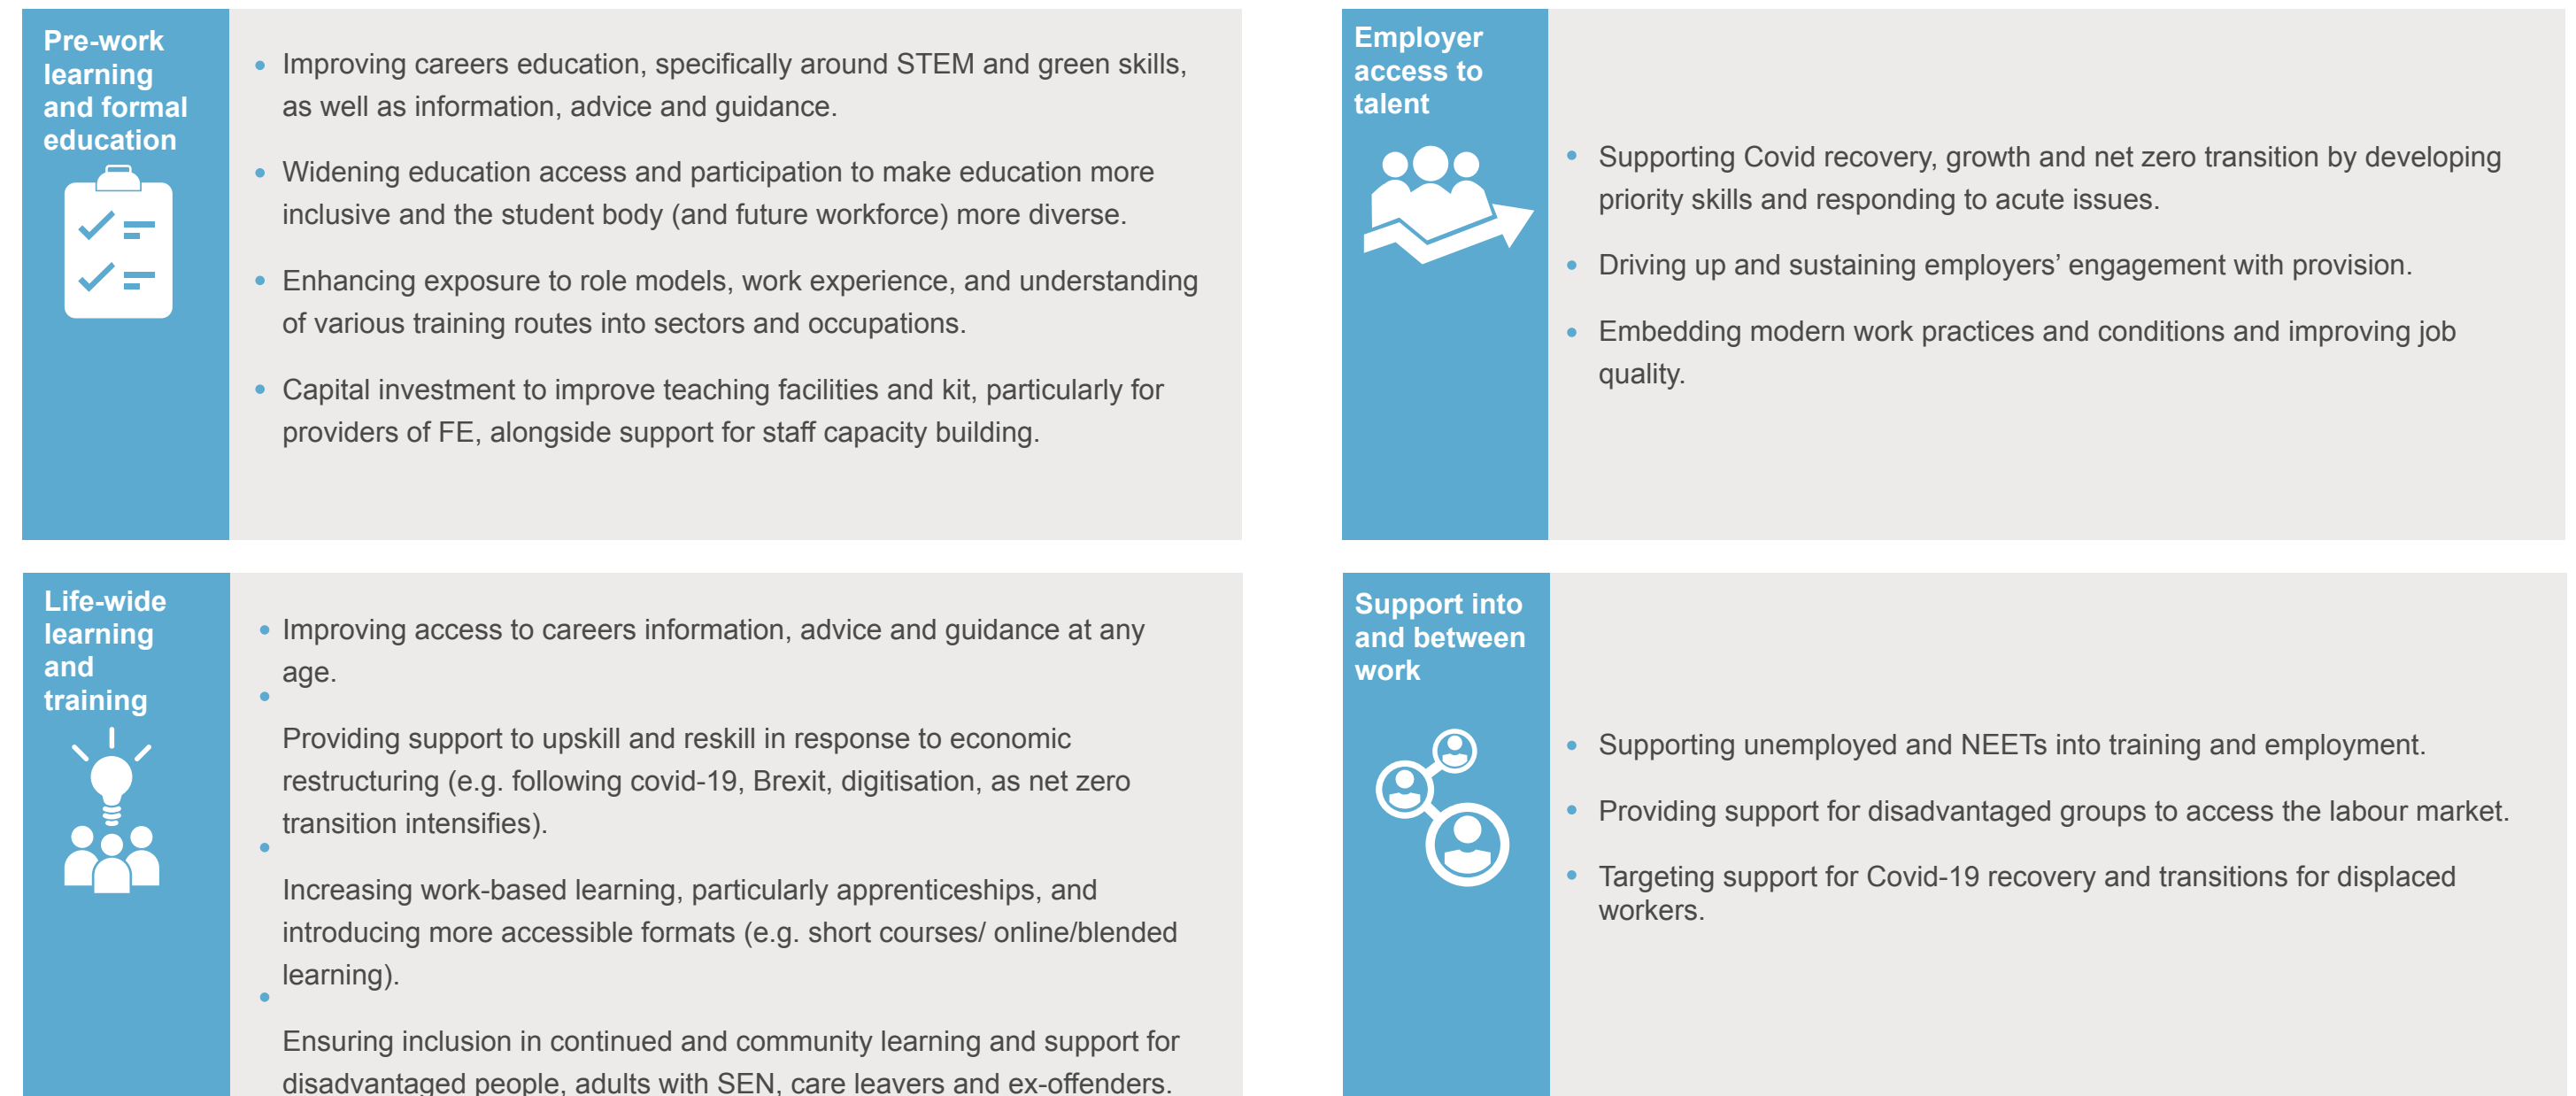 Pre-work
learning
and formal
education
• Improving careers education, specifically around STEM and green skills,
as well as information, advice and guidance.
• Widening education access and participation to make education more
inclusive and the student body (and future workforce) more diverse.
• Enhancing exposure to role models, work experience, and understanding
of various training routes into sectors and occupations.
• Capital investment to improve teaching facilities and kit, particularly for
providers of FE, alongside support for staff capacity building.
Employer
access to
talent
• Supporting Covid recovery, growth and net zero transition by developing
priority skills and responding to acute issues.
• Driving up and sustaining employers’ engagement with provision.
• Embedding modern work practices and conditions and improving job
quality.
Life-wide
learning
and
training
• Improving access to careers information, advice and guidance at any
age.
• Providing support to upskill and reskill in response to economic
restructuring (e.g. following covid-19, Brexit, digitisation, as net zero
transition intensifies).
• Increasing work-based learning, particularly apprenticeships, and
introducing more accessible formats (e.g. short courses/ online/blended
learning).
• Ensuring inclusion in continued and community learning and support for
disadvantaged people, adults with SEN, care leavers and ex-offenders.
Support into
and between
work
• Supporting unemployed and NEETs into training and employment.
• Providing support for disadvantaged groups to access the labour market.
• Targeting support for Covid-19 recovery and transitions for displaced
workers.